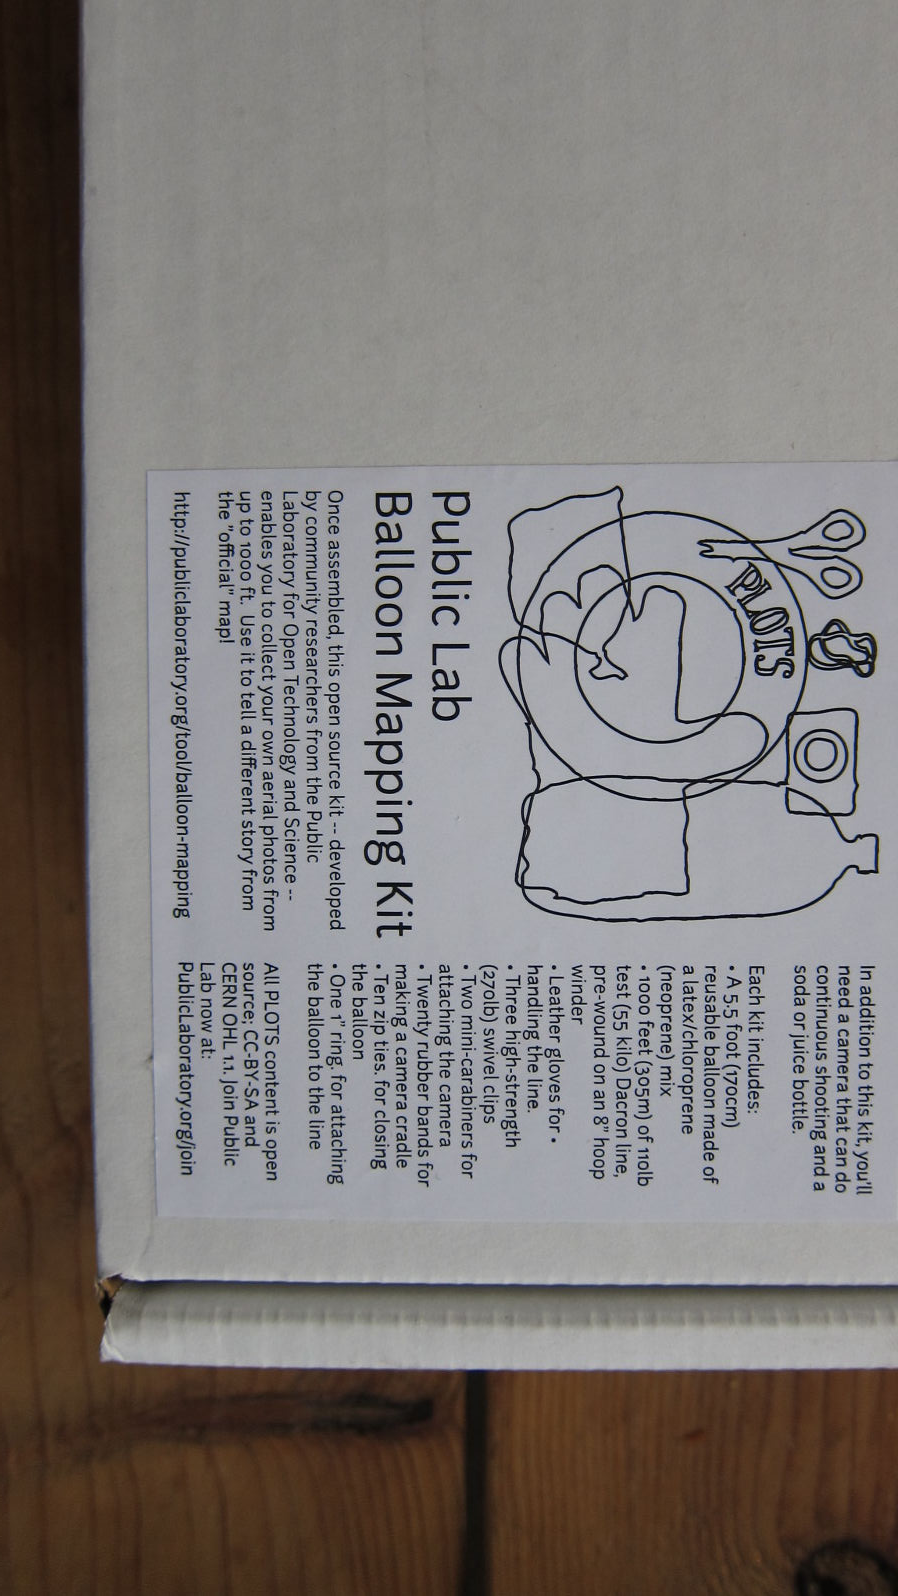 PLOTS
Public Lab
Balloon Mapping Kit
Once assembled, this open source kit -- developed
by community researchers from the Public
Laboratory for Open Technology and Science --
enables you to collect your own aerial photos from
up to 1000 ft.  Use it to tell a different story from
the "official" map!
http://publiclaboratory.org/tool/balloon-mapping
In addition to this kit, you'll
need a camera that can do
continuous shooting and a
soda or juice bottle.
Each kit includes:
• A 5.5 foot (170cm)
reusable balloon made of
a latex/chloroprene
(neoprene) mix
• 1000 feet (305m) of 110lb
test (55 kilo) Dacron line,
pre-wound on an 8" hoop
winder
• Leather gloves for •
handling the line.
• Three high-strength
(270lb) swivel clips
• Two mini-carabiners for
attaching the camera
• Twenty rubber bands for
making a camera cradle
• Ten zip ties. for closing
the balloon
• One 1" ring. for attaching
the balloon to the line
All PLOTS content is open
source; CC-BY-SA and
CERN OHL 1.1. Join Public
Lab now at:
PublicLaboratory.org/join